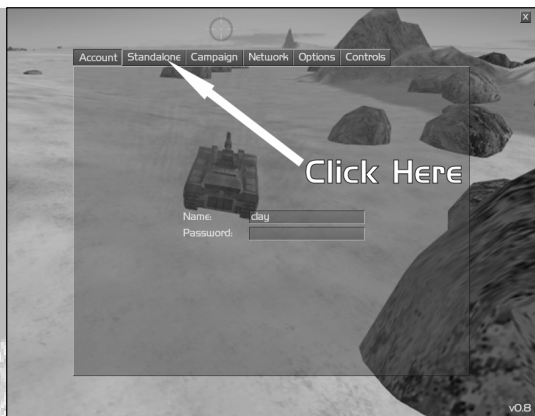 X
Account Standalone Campaign Network Options Controls
Click Here
Name: clay
Password:
v0.8